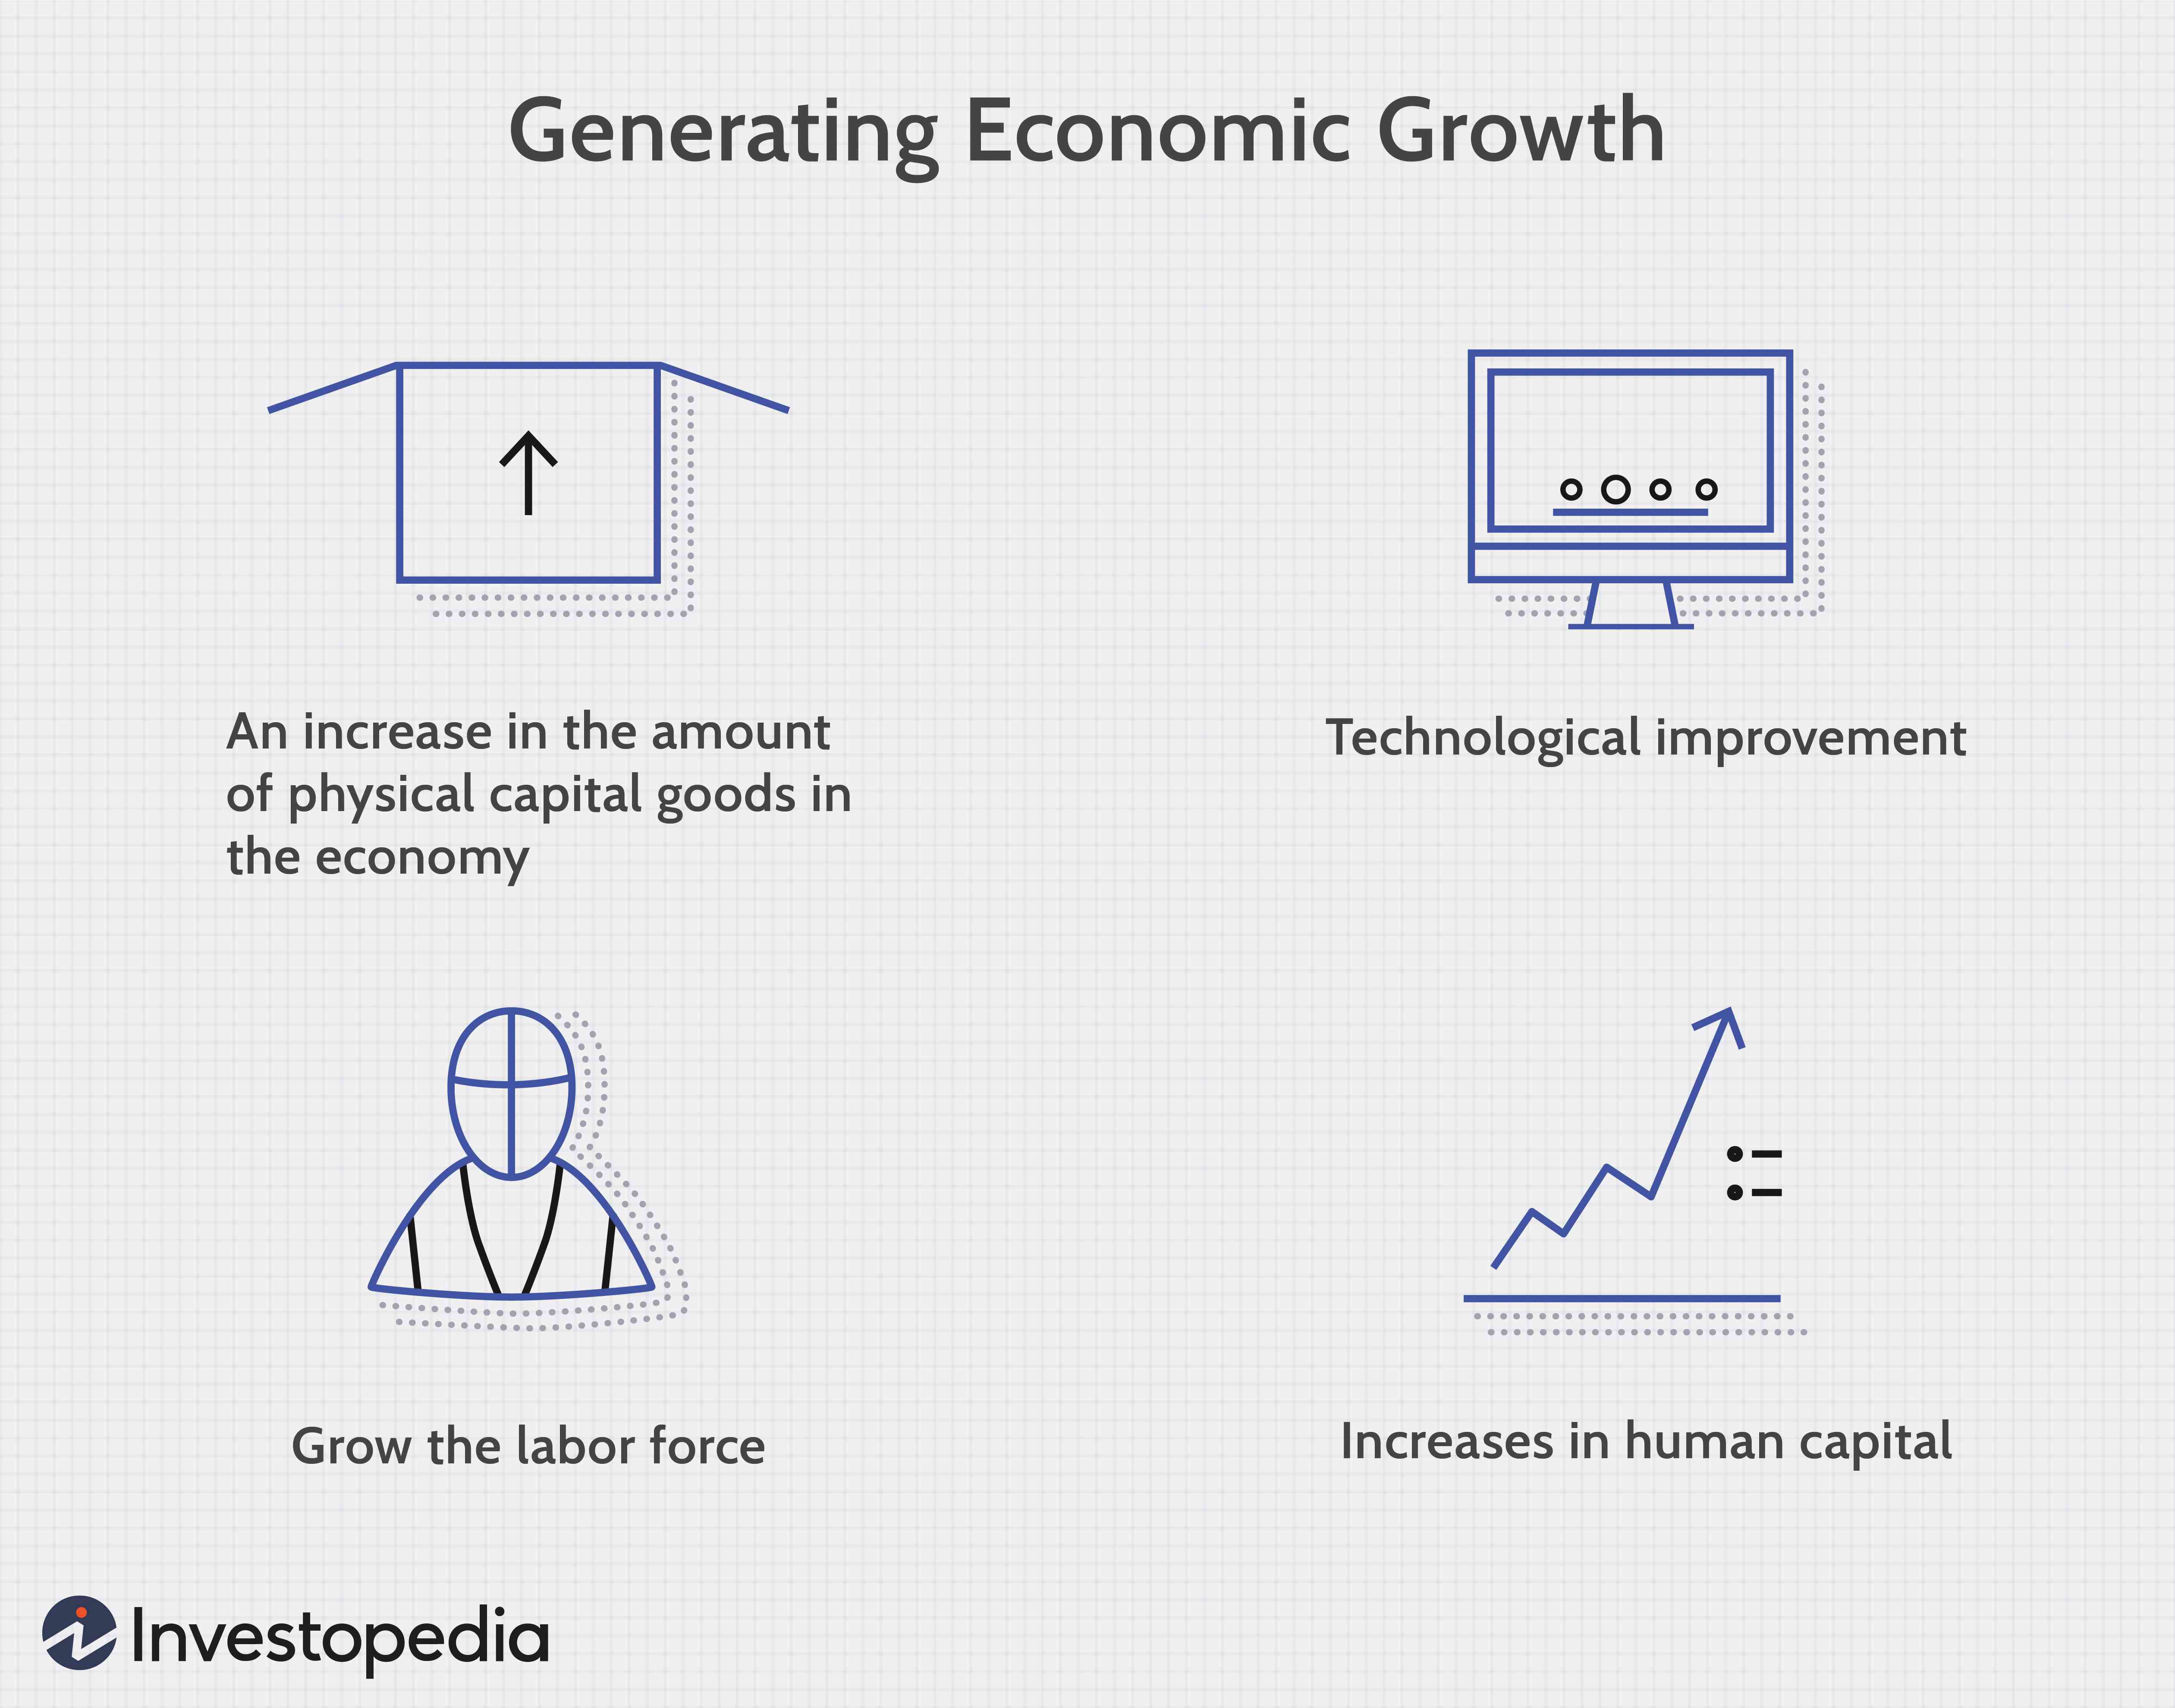 Generating Economic Growth
An increase in the amount
of physical capital goods in
the economy
Technological improvement
Grow the labor force
Increases in human capital
Investopedia